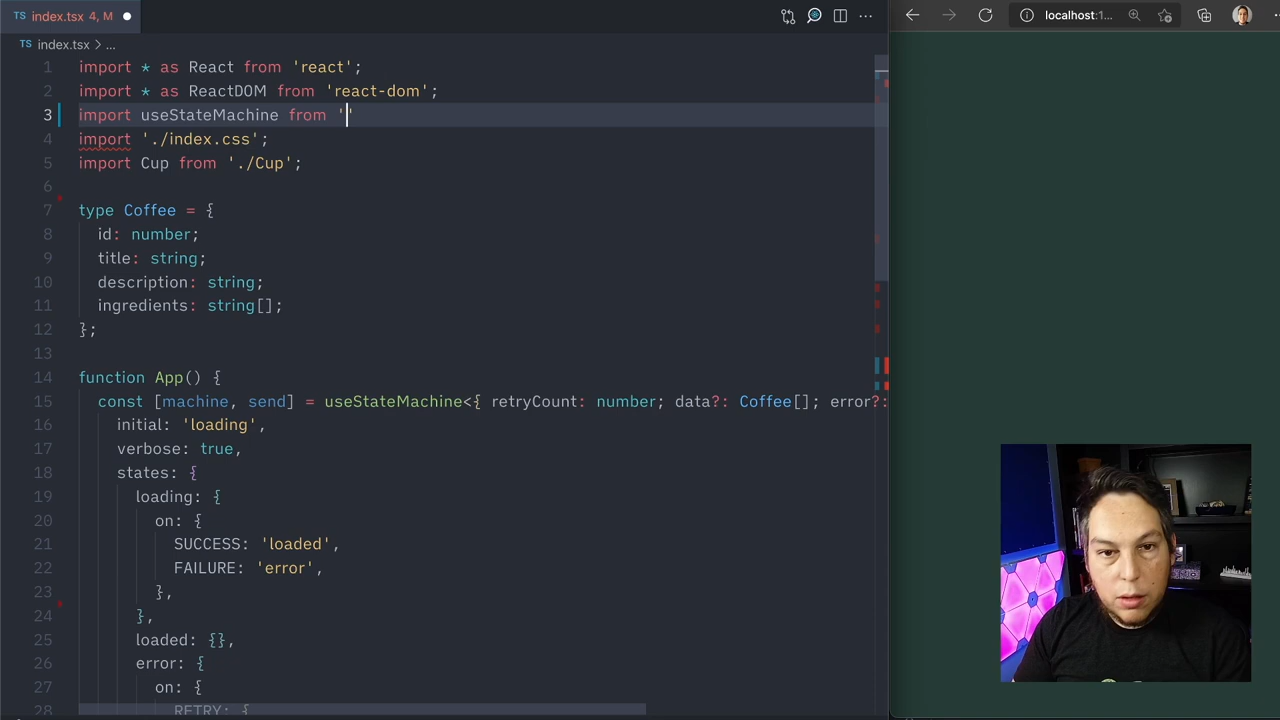 TS index.tsx 4, M
localhost:1...
TS index.tsx > ...
1 import * as React from 'react';
2 import * as ReactDOM from 'react-dom';
3 import useStateMachine from ''
4 import './index.css';
5 import Cup from './Cup';
6
7 type Coffee = {
8 id: number;
9 title: string;
10 description: string;
11 ingredients: string[];
12 };
13
14 function App() {
15 const [machine, send] = useStateMachine<{ retryCount: number; data?: Coffee[]; error?:
16 initial: 'loading',
17 verbose: true,
18 states: {
19 loading: {
20 on: {
21 SUCCESS: 'loaded',
22 FAILURE: 'error',
23 },
24 },
25 loaded: {},
26 error: {
27 on: {
28 RETRY: {